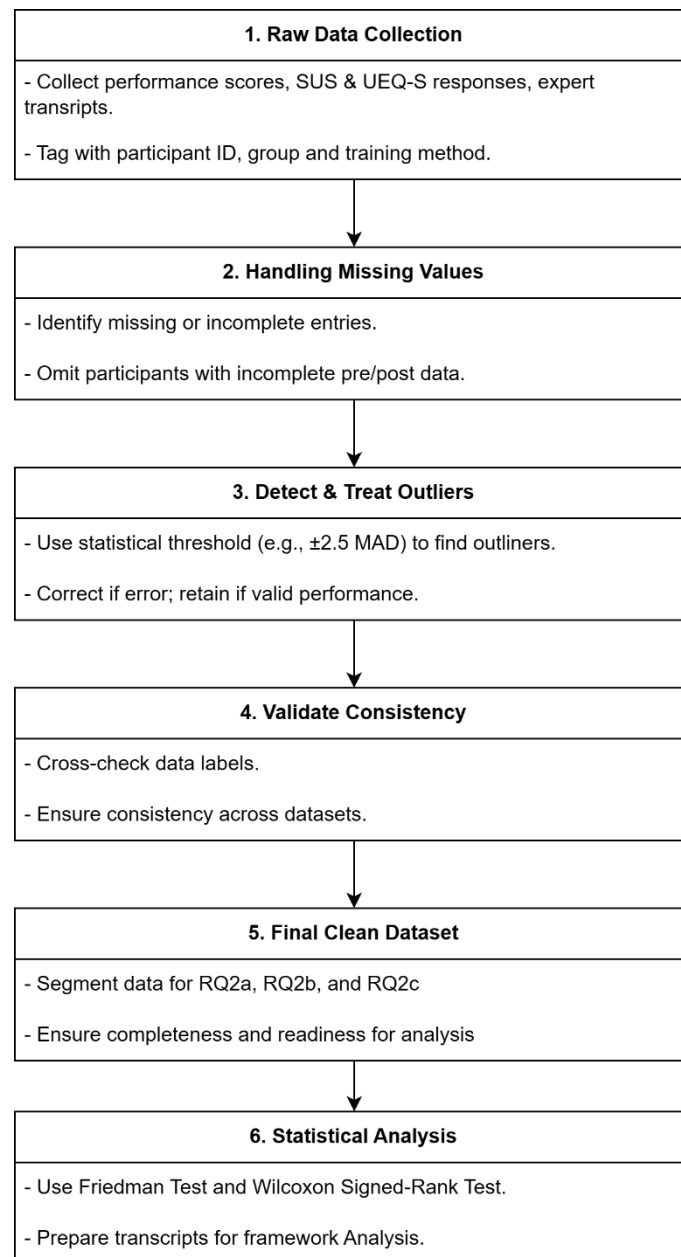 1. Raw Data Collection
- Collect performance scores, SUS & UEQ-S responses, expert
transripts.
- Tag with participant ID, group and training method.
2. Handling Missing Values
- Identify missing or incomplete entries.
- Omit participants with incomplete pre/post data.
3. Detect & Treat Outliers
- Use statistical threshold (e.g., ±2.5 MAD) to find outliners.
- Correct if error; retain if valid performance.
4. Validate Consistency
- Cross-check data labels.
- Ensure consistency across datasets.
5. Final Clean Dataset
- Segment data for RQ2a, RQ2b, and RQ2c
- Ensure completeness and readiness for analysis
6. Statistical Analysis
- Use Friedman Test and Wilcoxon Signed-Rank Test.
- Prepare transcripts for framework Analysis.